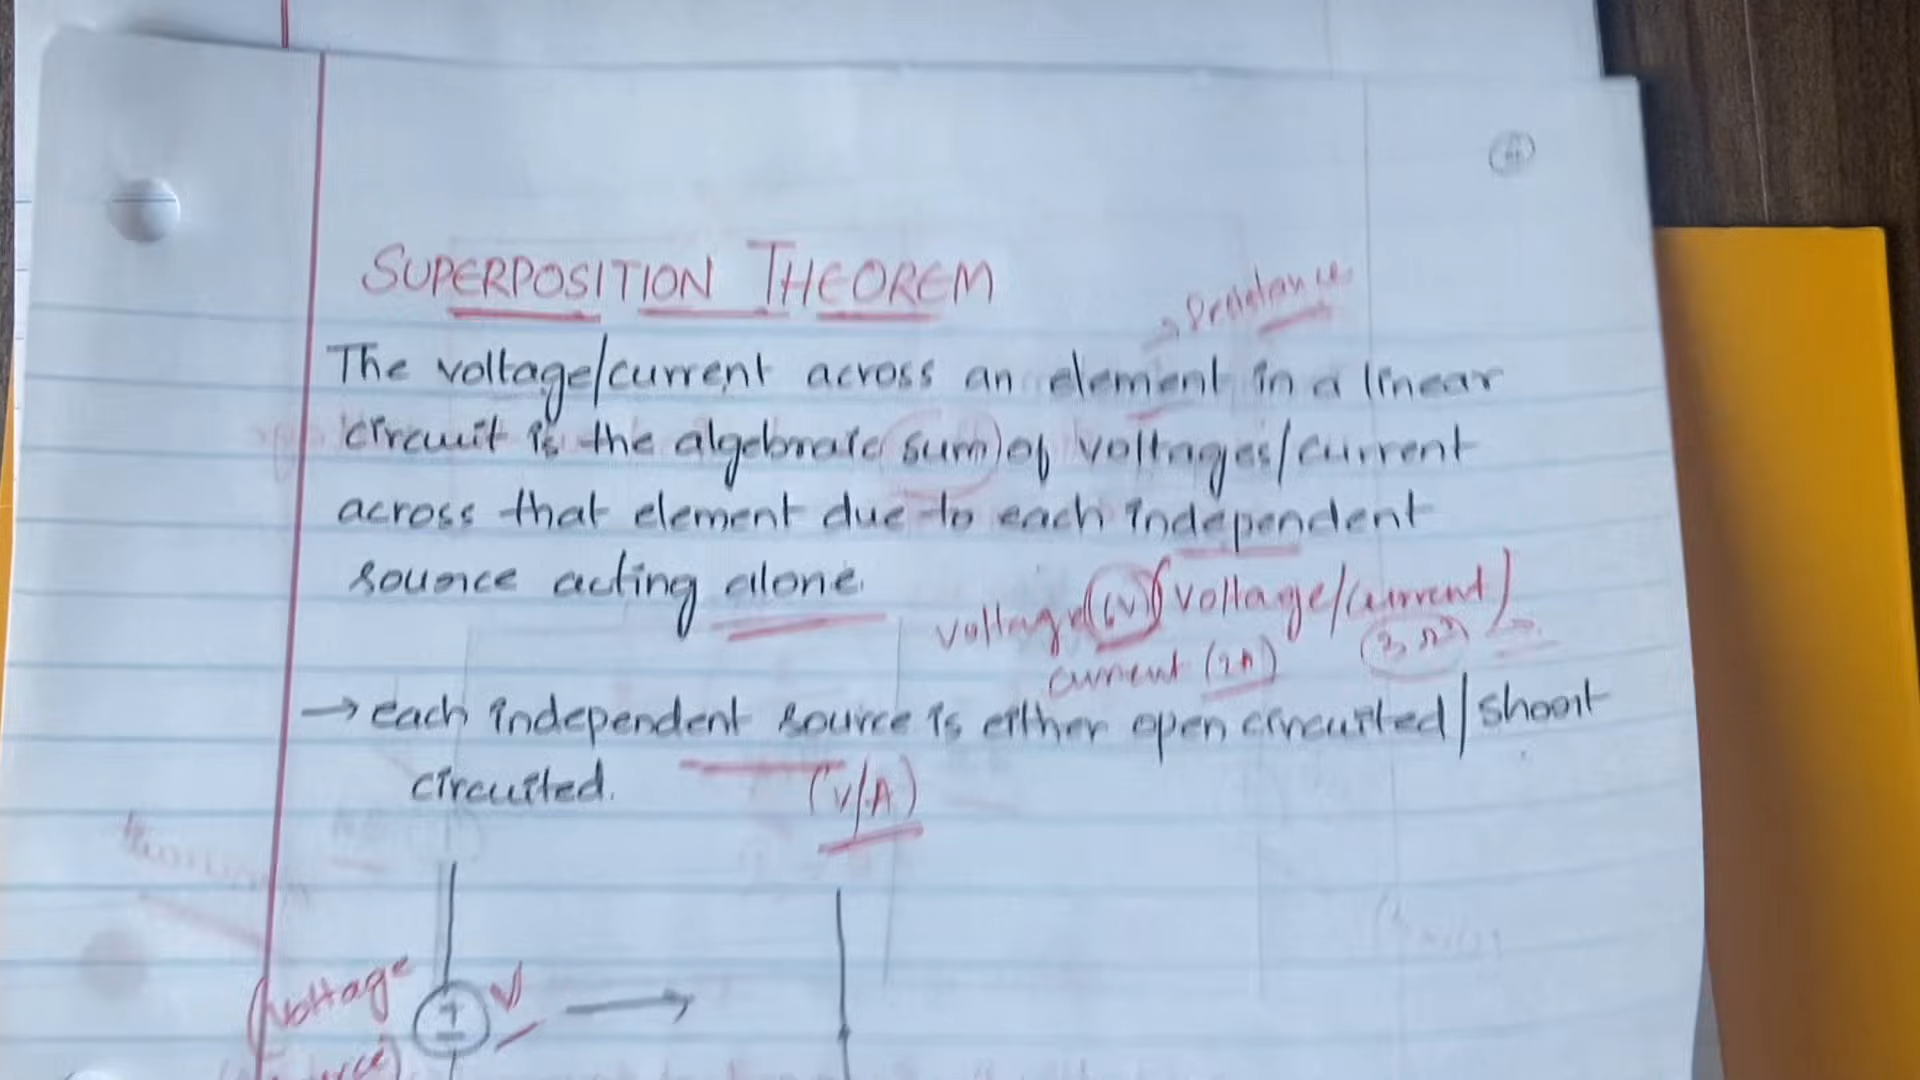 SUPERPOSITION THEOREM
→ Resistance
The voltage/current across an element in a linear
circuit is the algebraic sum of voltages/current
across that element due to each independent
source acting alone.
voltage (6V) (voltage/current)
current (2A) (3Ω)
→ each independent source is either open circuited/short
circuited. (V/A)
(voltage
V
+